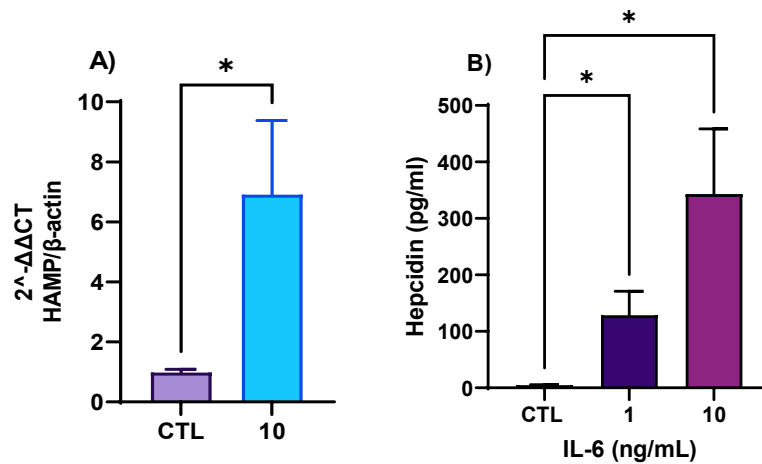 A)
*
2^-ΔΔCT
HAMP/β-actin
10
8
6
4
2
0
CTL
10
B)
*
*
Hepcidin (pg/ml)
500
400
300
200
100
0
CTL
1
10
IL-6 (ng/mL)